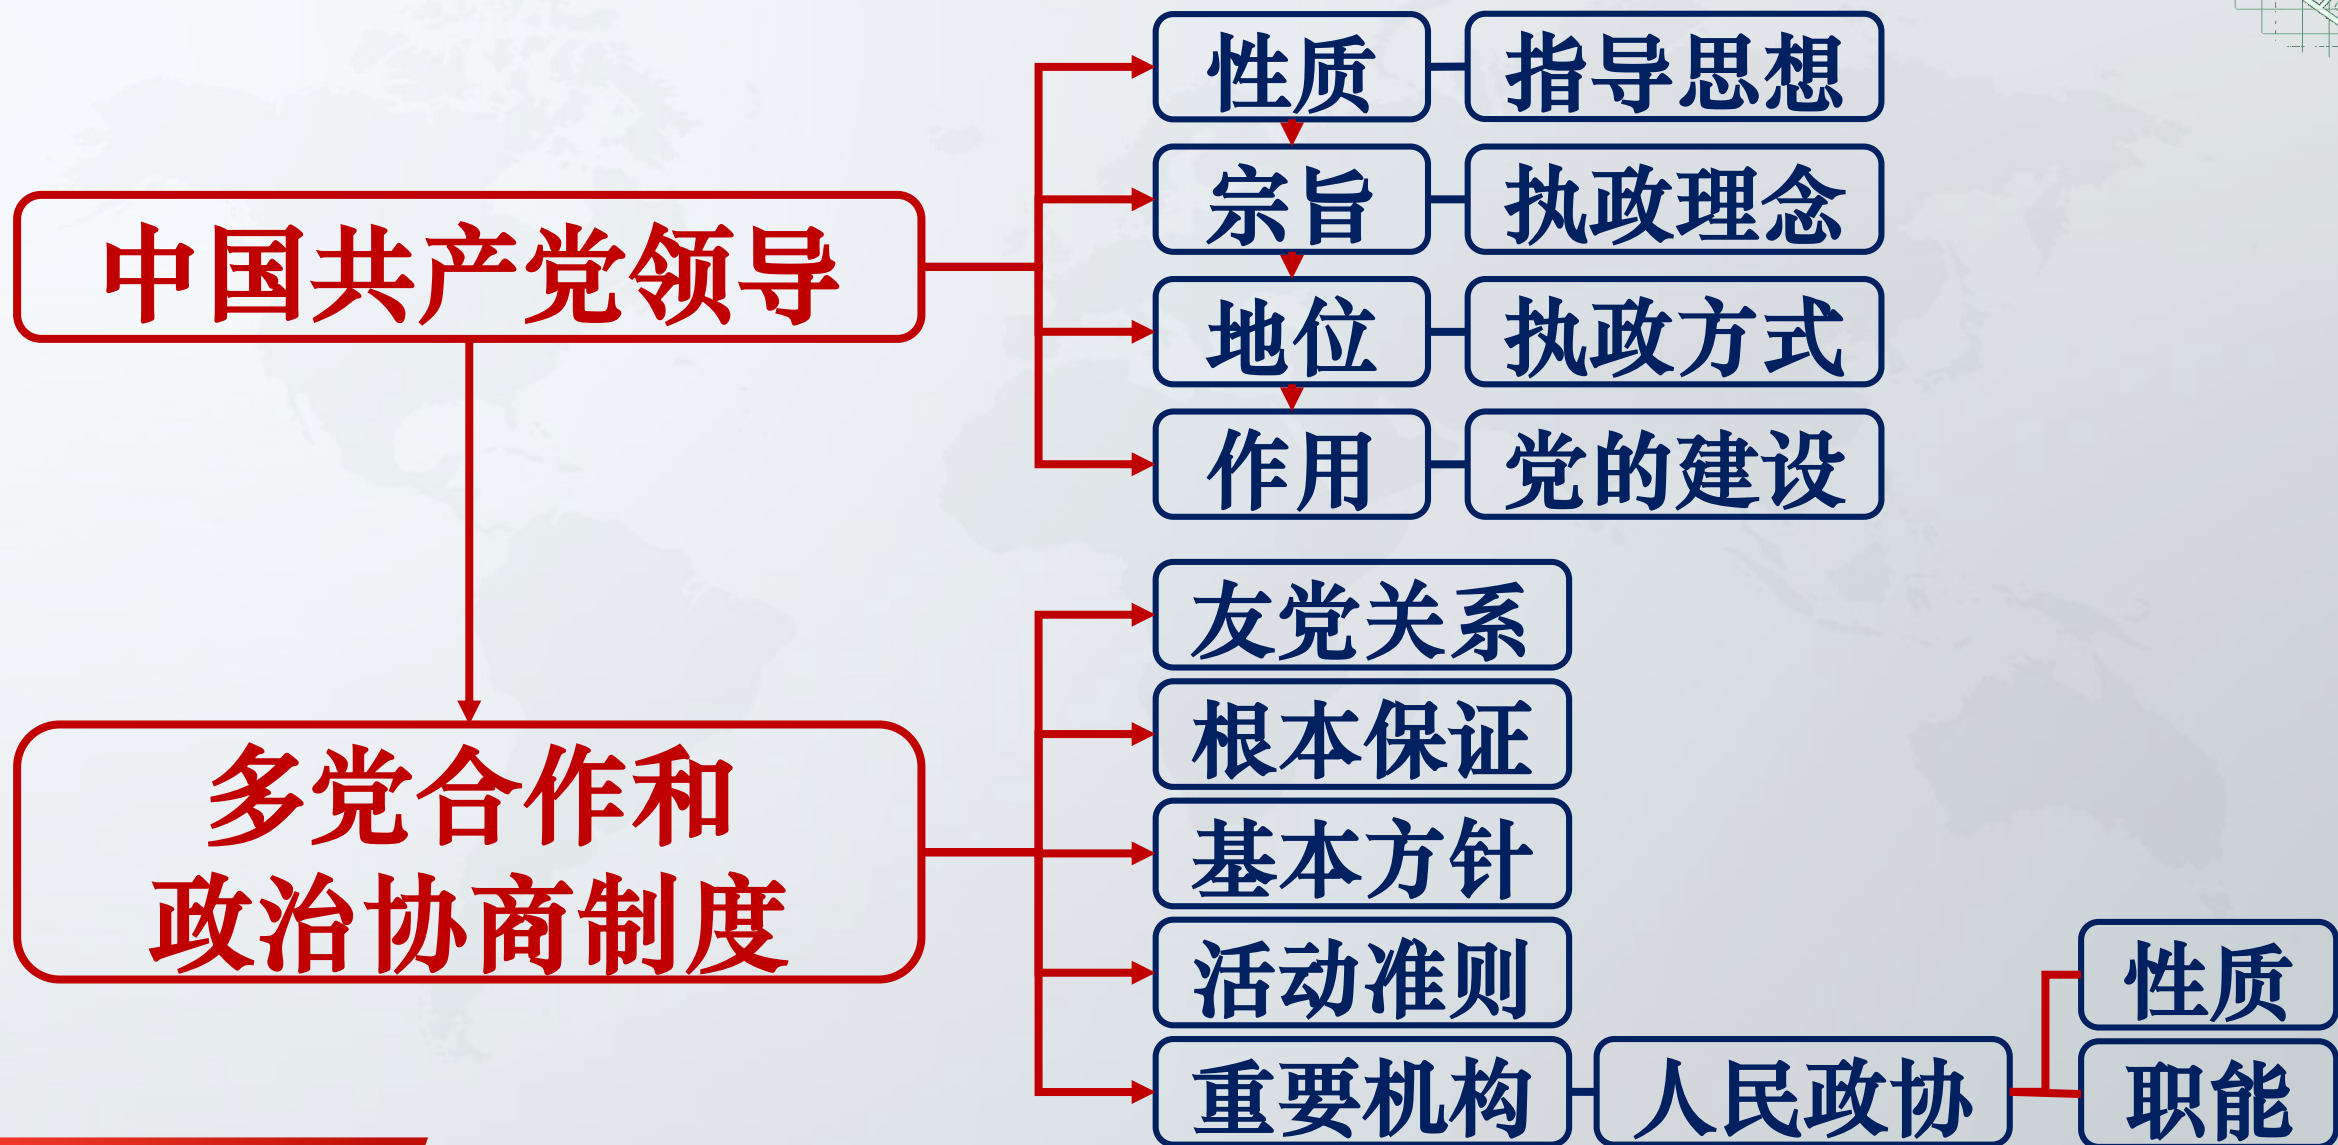 性质 指导思想
宗旨 执政理念
中国共产党领导
地位 执政方式
作用 党的建设
友党关系
根本保证
多党合作和
政治协商制度
基本方针
活动准则
重要机构 人民政协
性质
职能